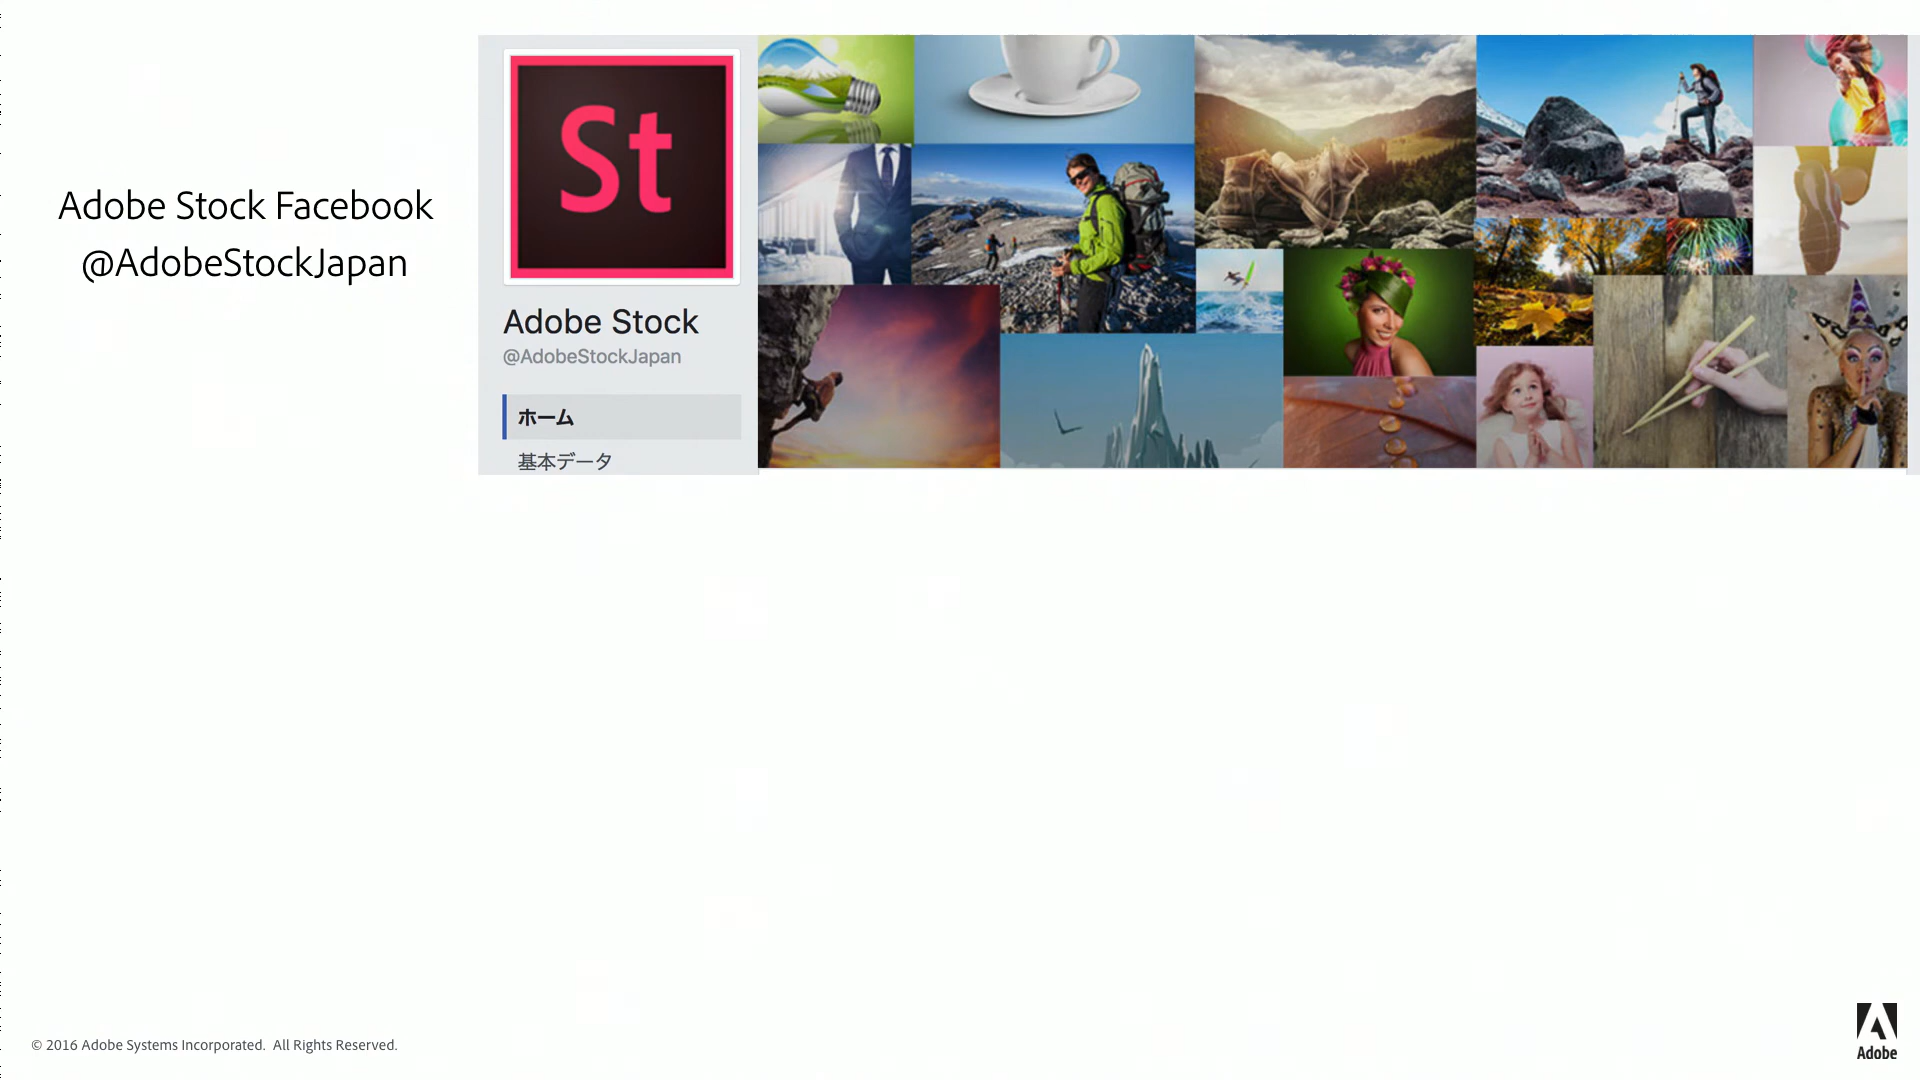 Adobe Stock Facebook
@AdobeStockJapan
St
Adobe Stock
@AdobeStockJapan
ホーム
基本データ
© 2016 Adobe Systems Incorporated. All Rights Reserved.
Adobe